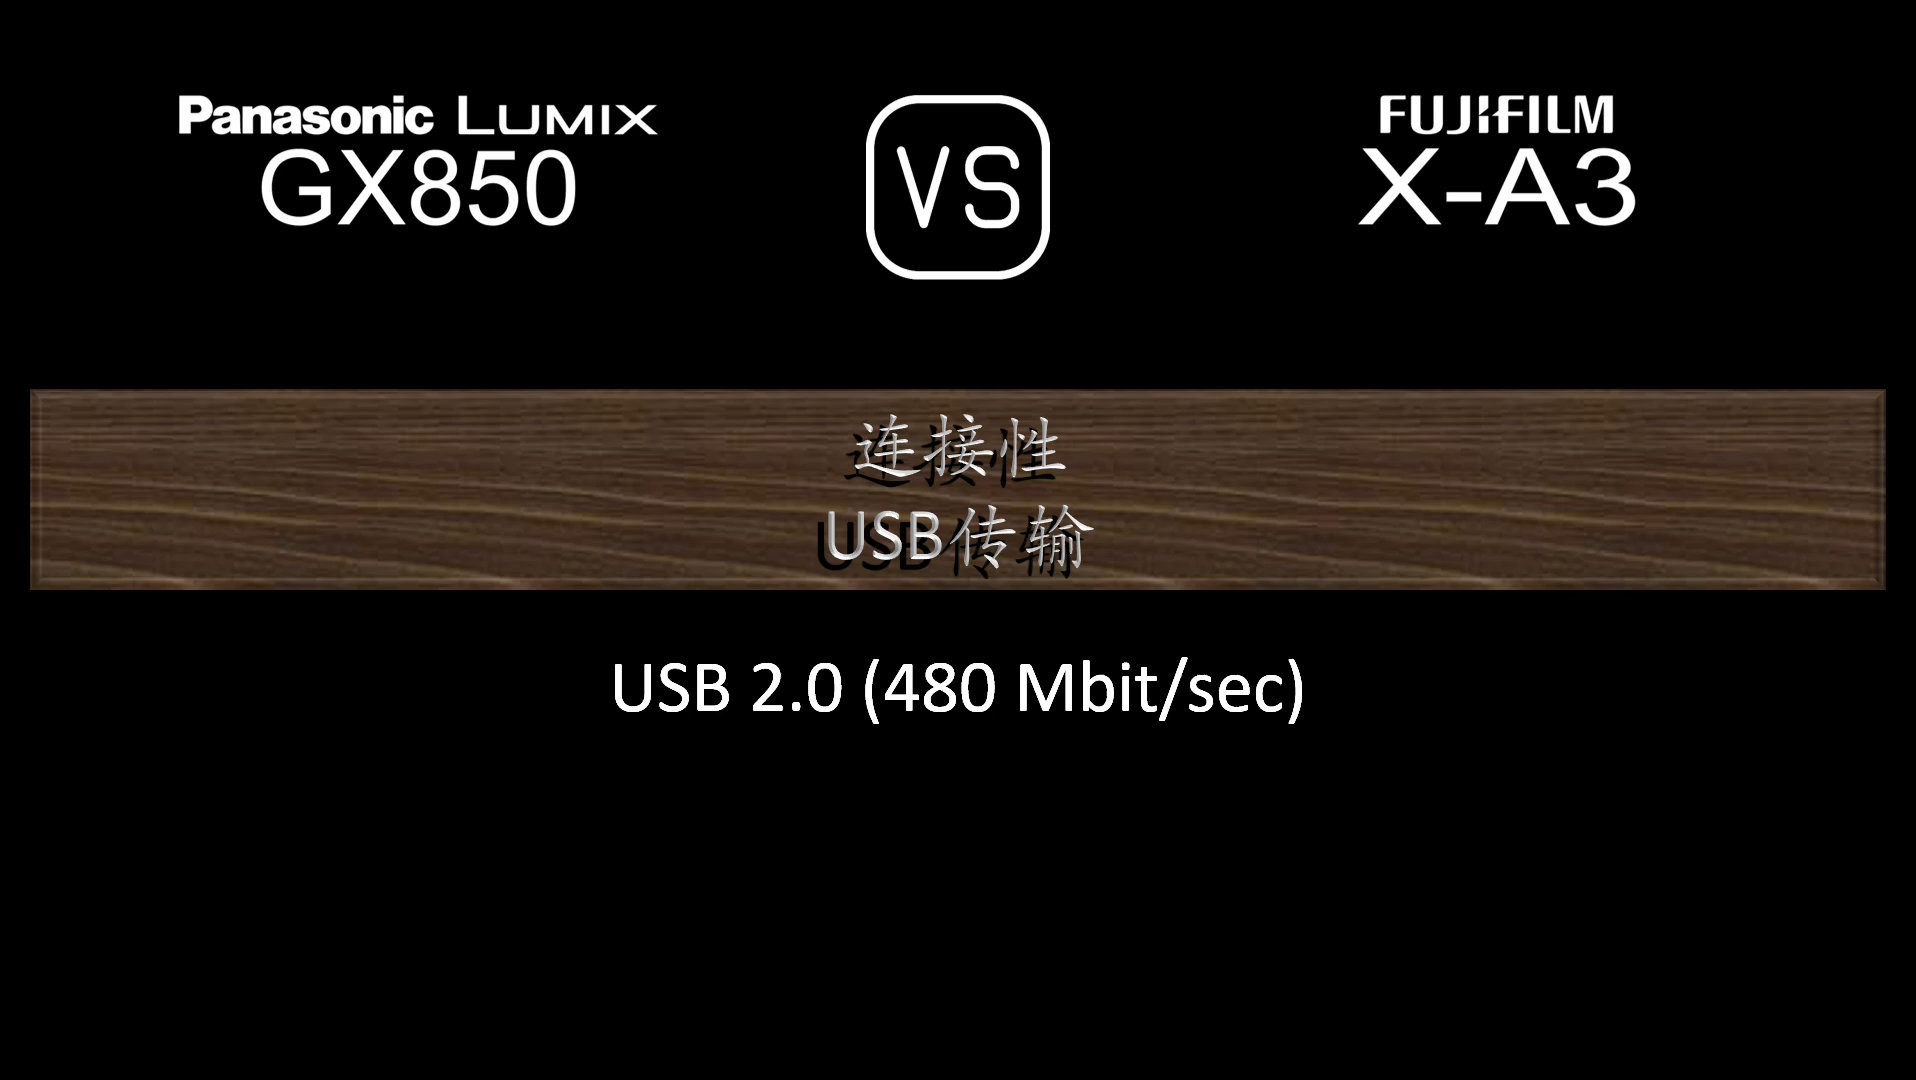 Panasonic LUMIX
GX850
VS
FUJIFILM
X-A3
连接性
USB传输
USB 2.0 (480 Mbit/sec)